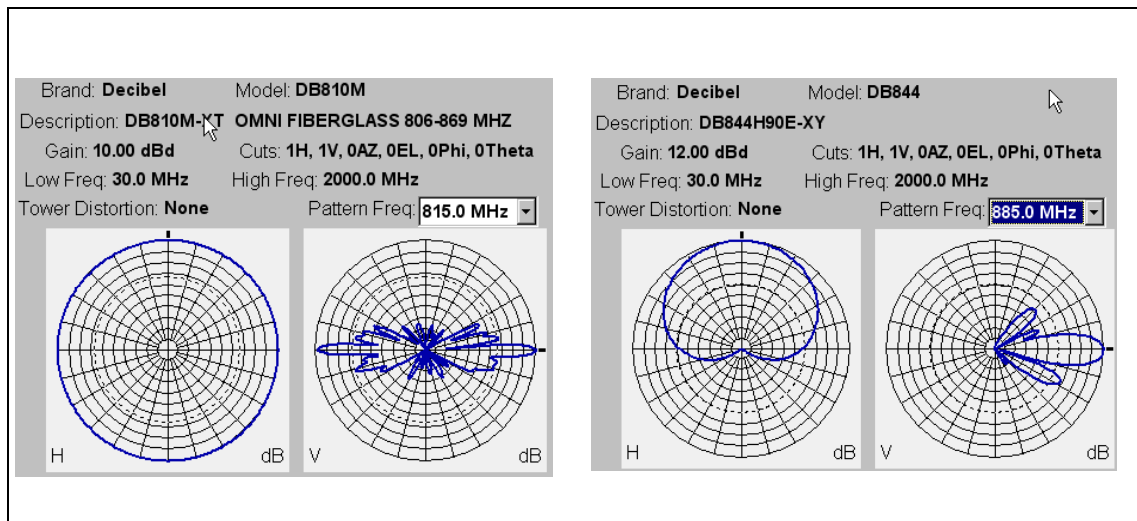 Brand: Decibel Model: DB810M
Description: DB810M-XT OMNI FIBERGLASS 806-869 MHZ
Gain: 10.00 dBd Cuts: 1H, 1V, 0AZ, 0EL, 0Phi, 0Theta
Low Freq: 30.0 MHz High Freq: 2000.0 MHz
Tower Distortion: None Pattern Freq: 815.0 MHz
H dB V dB
Brand: Decibel Model: DB844
Description: DB844H90E-XY
Gain: 12.00 dBd Cuts: 1H, 1V, 0AZ, 0EL, 0Phi, 0Theta
Low Freq: 30.0 MHz High Freq: 2000.0 MHz
Tower Distortion: None Pattern Freq: 885.0 MHz
H dB V dB